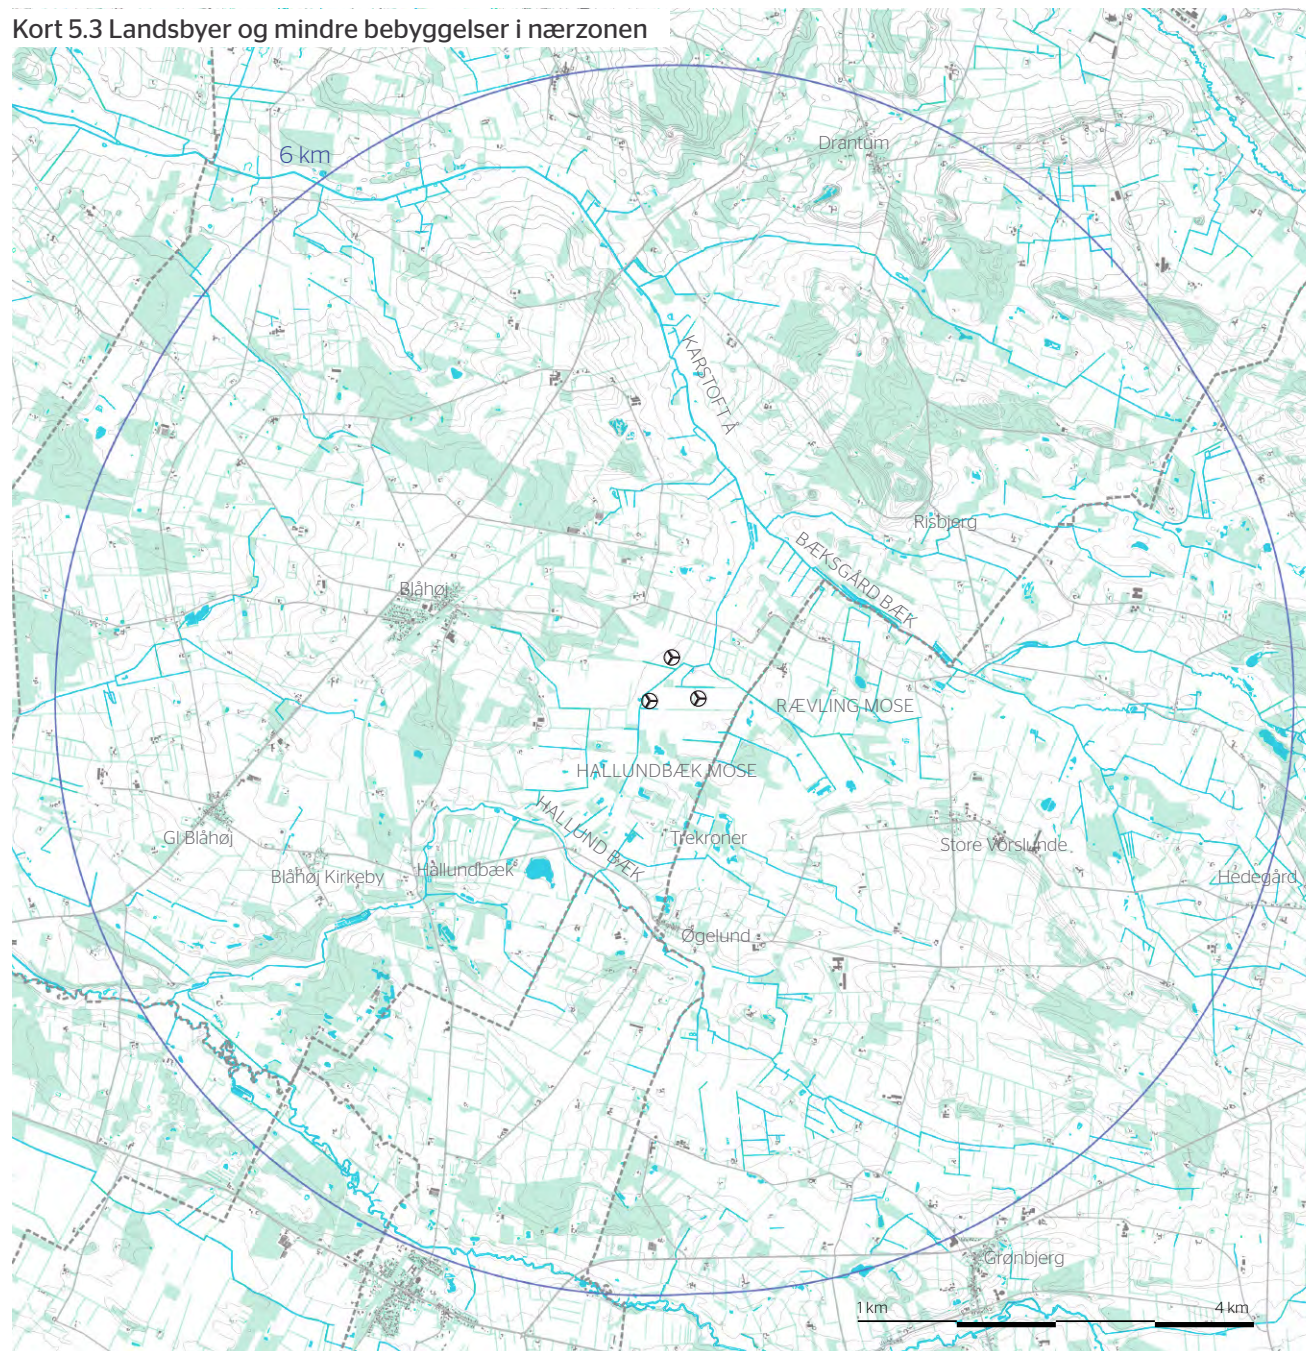 Kort 5.3 Landsbyer og mindre bebyggelser i nærzonen
6 km
Drantum
KARSTOFT Å
Risbjerg
BÆKSGÅRD BÆK
Blåhøj
RÆVLING MOSE
HALLUNDBÆK MOSE
HALLUND BÆK
Gl Blåhøj
Trekroner
Store Vorslunde
Blåhøj Kirkeby
Hallundbæk
Hedegård
Øgelund
Grønbjerg
1 km
4 km